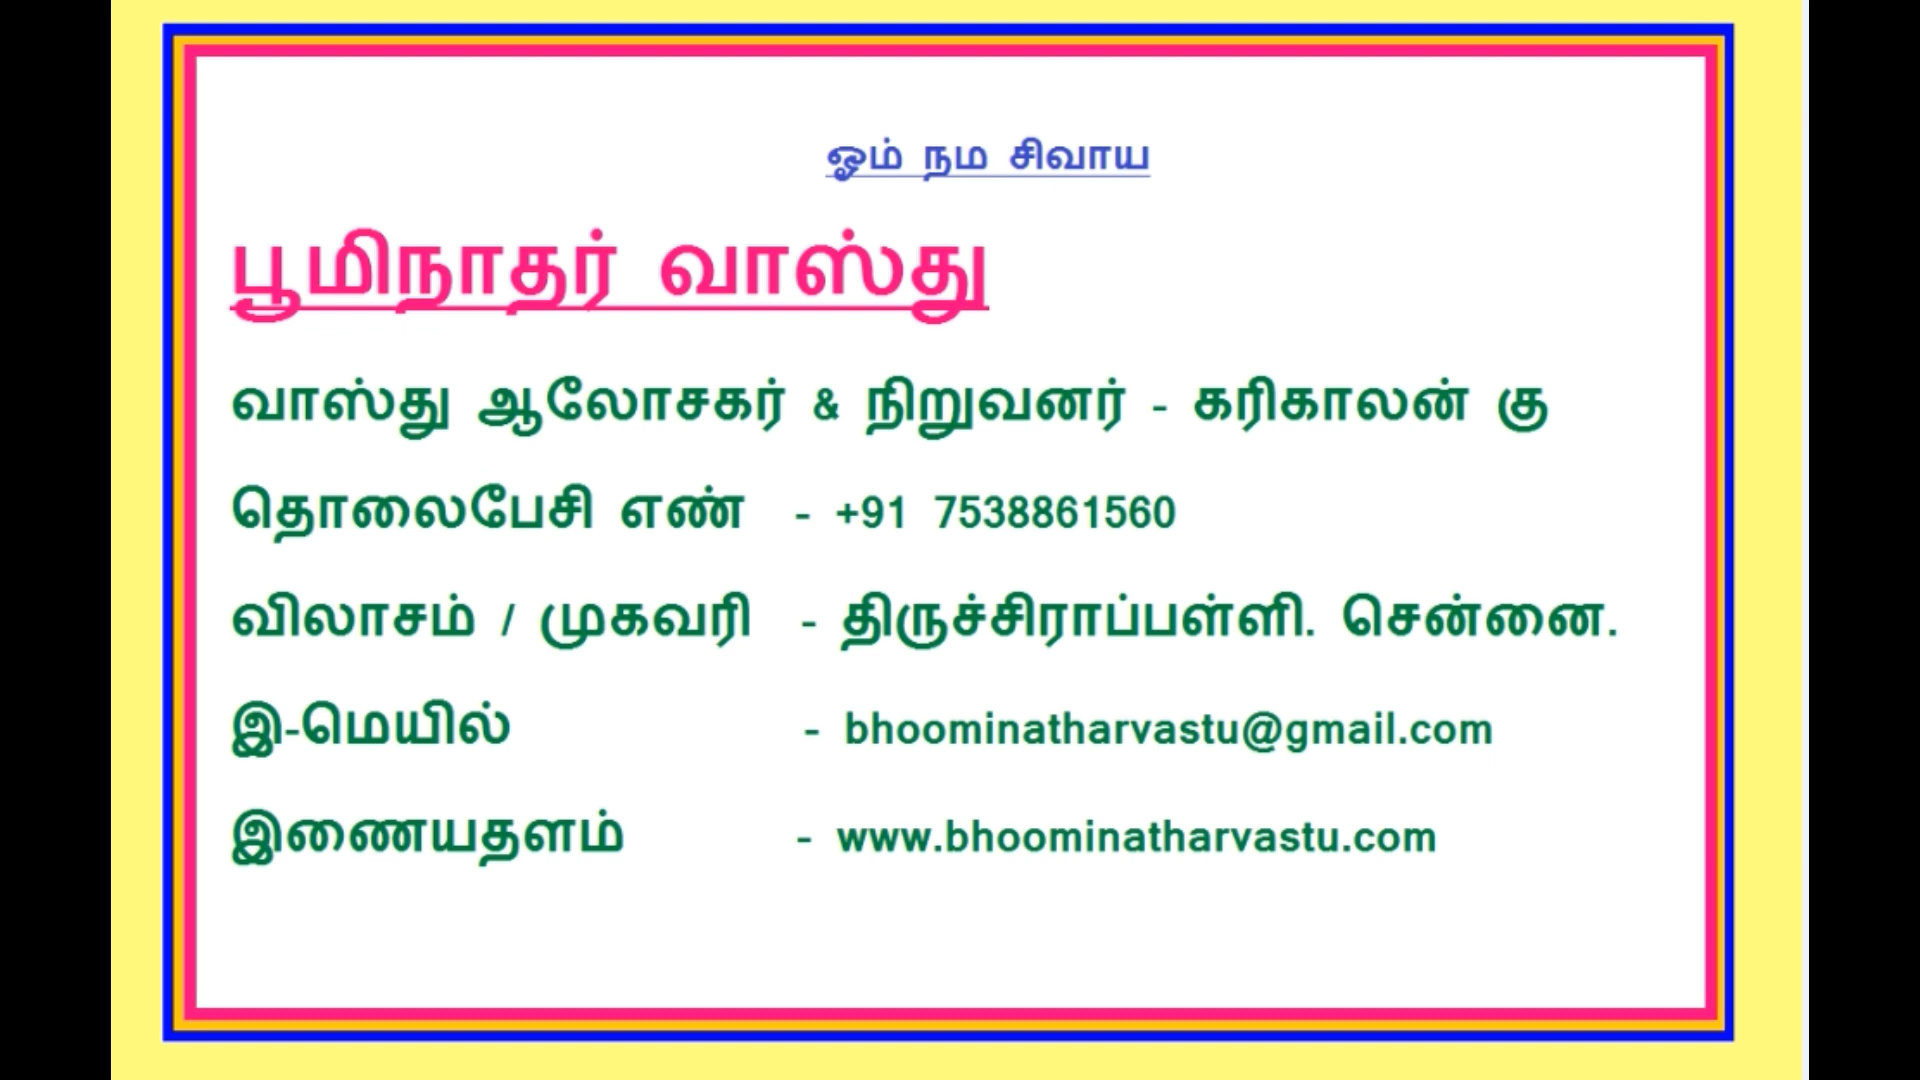 ஓம் நம சிவாய
பூமிநாதர் வாஸ்து
வாஸ்து ஆலோசகர் & நிறுவனர் - கரிகாலன் கு
தொலைபேசி எண் - +91 7538861560
விலாசம் / முகவரி - திருச்சிராப்பள்ளி. சென்னை.
இ-மெயில் - bhoominatharvastu@gmail.com
இணையதளம் - www.bhoominatharvastu.com